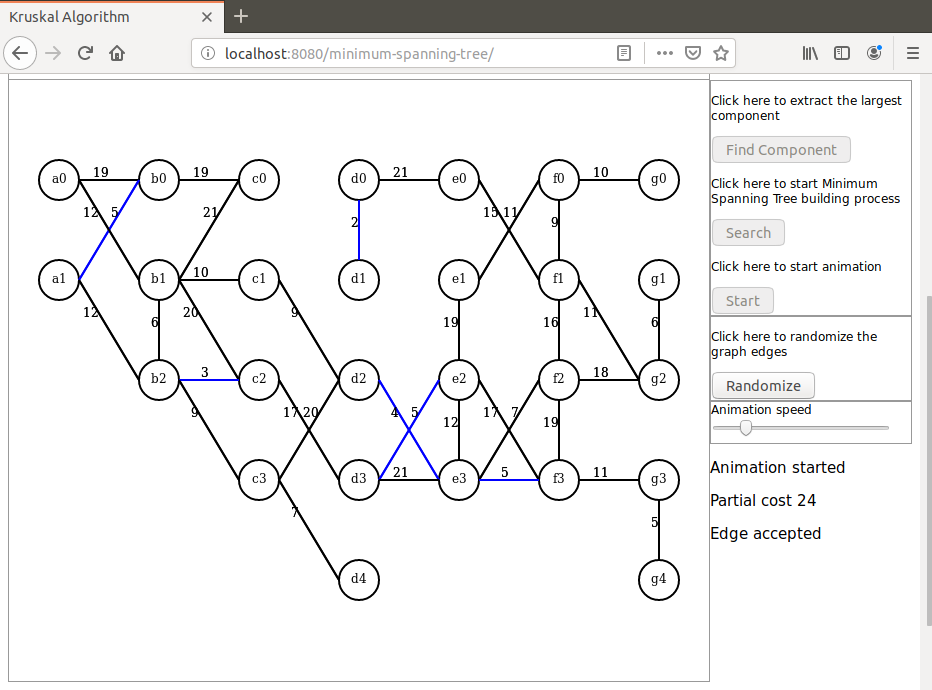 Kruskal Algorithm
localhost:8080/minimum-spanning-tree/
Click here to extract the largest
component
Find Component
Click here to start Minimum
Spanning Tree building process
Search
Click here to start animation
Start
Click here to randomize the
graph edges
Randomize
Animation speed
Animation started
Partial cost 24
Edge accepted
19 19 21 10
a0 b0 c0 d0 e0 f0 g0
12 5 21 2 15 11 9
10
a1 b1 c1 d1 e1 f1 g1
12 6 20 9 19 16 11 6
3 18
b2 c2 d2 e2 f2 g2
9 17 20 4 5 12 17 7 19
21 5 11
c3 d3 e3 f3 g3
7 5
d4 g4